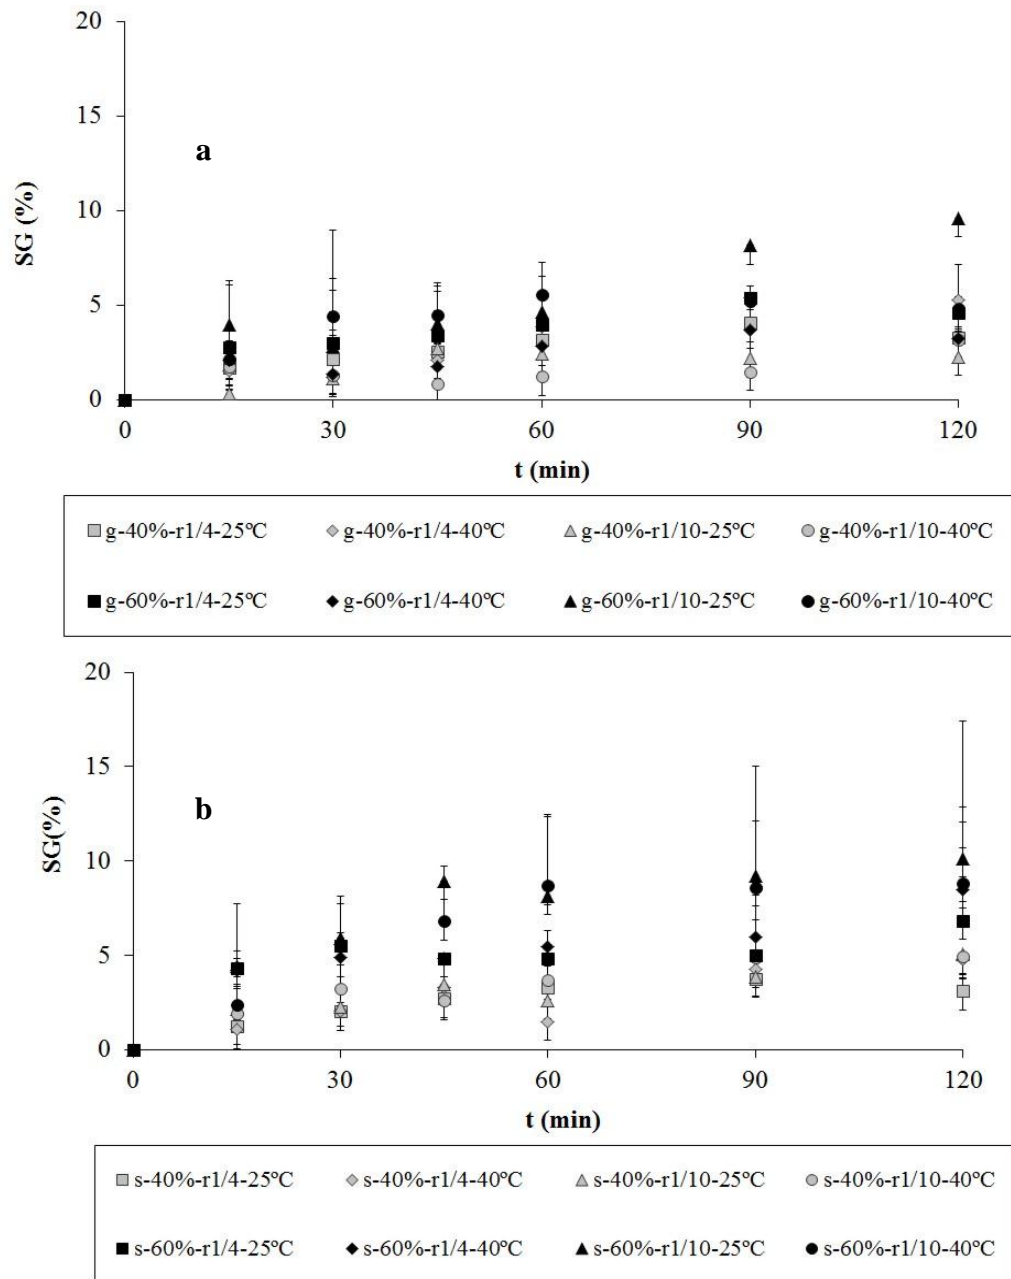 20
15
a
10
SG (%)
5
0
0 30 60 90 120
t (min)
g-40%-r1/4-25ºC g-40%-r1/4-40ºC g-40%-r1/10-25ºC g-40%-r1/10-40ºC
g-60%-r1/4-25ºC g-60%-r1/4-40ºC g-60%-r1/10-25ºC g-60%-r1/10-40ºC
20
15
b
SG(%)
10
5
0
0 30 60 90 120
t (min)
s-40%-r1/4-25ºC s-40%-r1/4-40ºC s-40%-r1/10-25ºC s-40%-r1/10-40ºC
s-60%-r1/4-25ºC s-60%-r1/4-40ºC s-60%-r1/10-25ºC s-60%-r1/10-40ºC